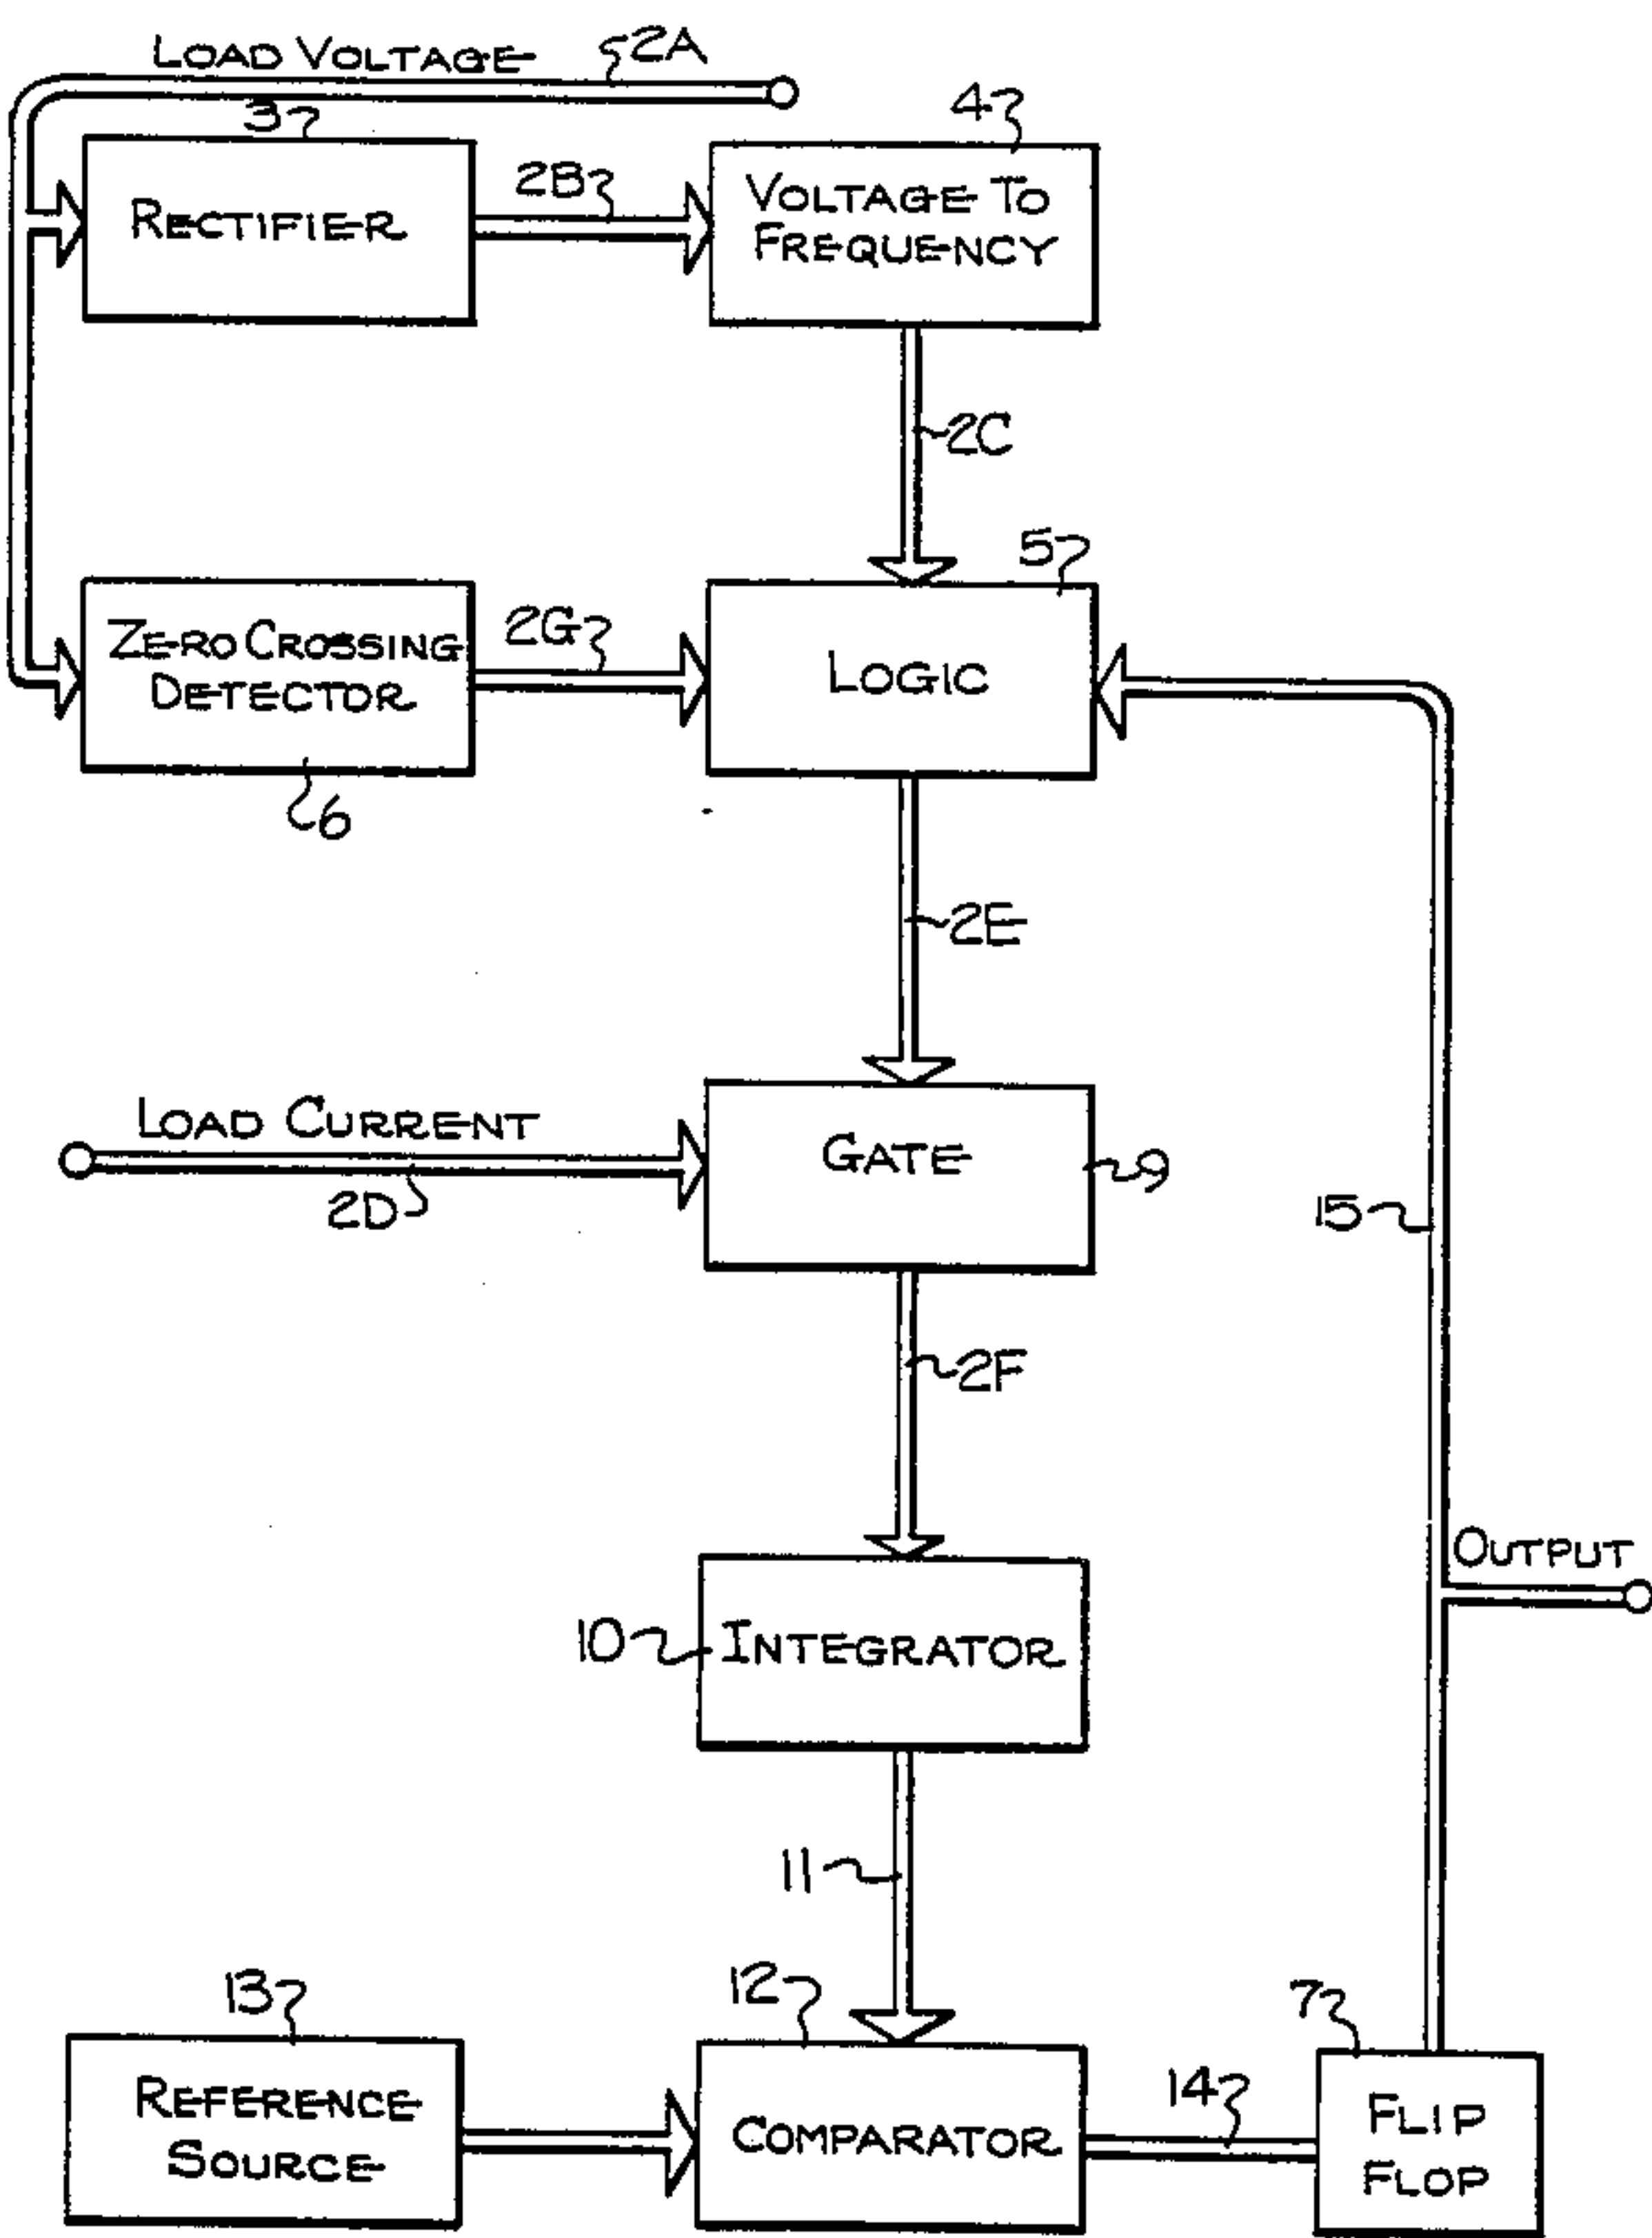 LOAD VOLTAGE
2A
3
4
RECTIFIER
2B
VOLTAGE TO
FREQUENCY
2C
5
ZERO CROSSING
DETECTOR
2G
LOGIC
6
2E
LOAD CURRENT
2D
GATE
9
15
2F
OUTPUT
10
INTEGRATOR
11
13
12
7
REFERENCE
SOURCE
COMPARATOR
14
FLIP
FLOP